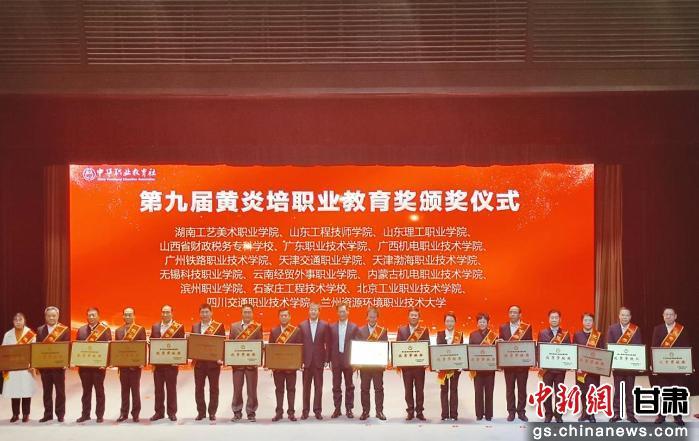 中华职业教育社
第九届黄炎培职业教育奖颁奖仪式
湖南工艺美术职业学院、山东工程技师学院、山东理工职业学院、
山西省财政税务专科学校、广东职业技术学院、广西机电职业技术学院、
广州铁路职业技术学院、天津交通职业学院、天津渤海职业技术学院、
无锡科技职业学院、云南经贸外事职业学院、内蒙古机电职业技术学院、
滨州职业学院、石家庄工程技术学校、北京工业职业技术学院、
四川交通职业技术学院、兰州资源环境职业技术大学
中新網 甘肃
gs.chinanews.com